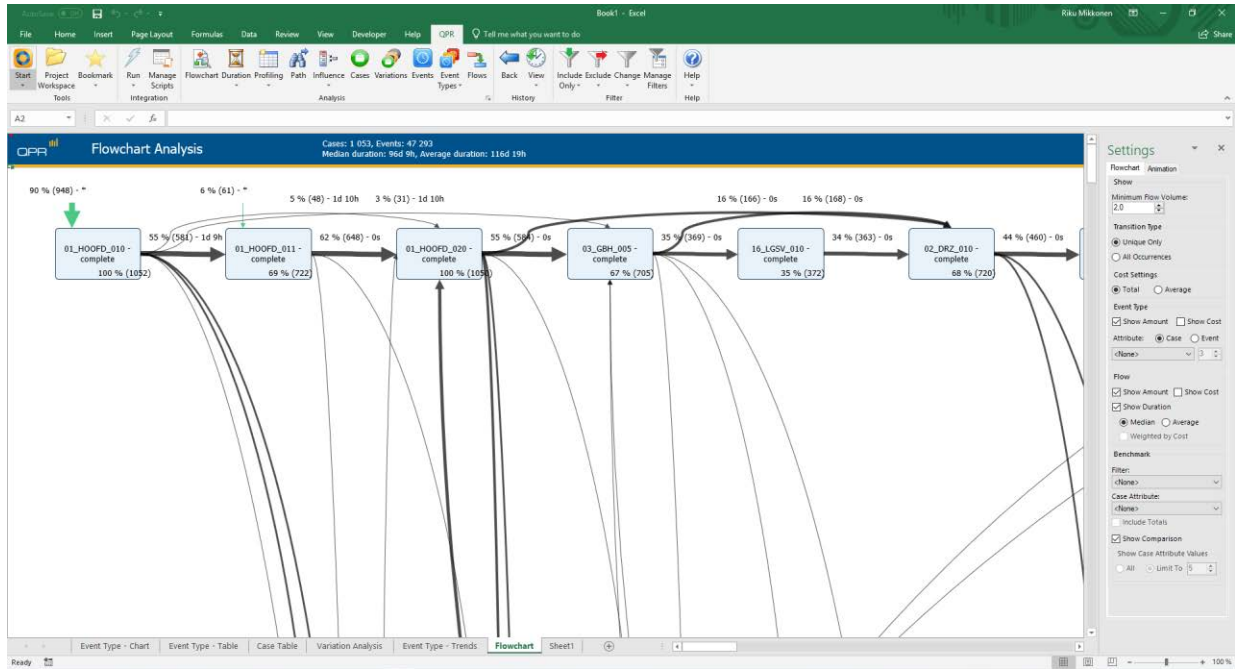 AutoSave Off
Book1 - Excel
Riku Mikkonen
File Home Insert Page Layout Formulas Data Review View Developer Help QPR Tell me what you want to do
Share
Start Project Workspace Bookmark Run Manage Scripts Flowchart Duration Profiling Path Influence Cases Variations Events Event Types Flows Back View Include Only Exclude Change Manage Filters Help
Tools Integration Analysis History Filter Help
A2 fx
QPR Flowchart Analysis
Cases: 1 053, Events: 47 293
Median duration: 96d 9h, Average duration: 116d 19h
90 % (948) - *
6 % (61) - *
5 % (48) - 1d 10h
3 % (31) - 1d 10h
16 % (166) - 0s
16 % (168) - 0s
01_HOOFD_010 -
complete
100 % (1052)
55 % (581) - 1d 9h
01_HOOFD_011 -
complete
69 % (722)
62 % (648) - 0s
01_HOOFD_020 -
complete
55 % (584) - 0s
03_GBH_005 -
complete
67 % (705)
35 % (369) - 0s
16_LGSV_010 -
complete
35 % (372)
34 % (363) - 0s
02_DRZ_010 -
complete
68 % (720)
44 % (460) - 0s
Settings
Flowchart Animation
Show
Minimum Flow Volume:
2.0
Transition Type
Unique Only
All Occurrences
Cost Settings
Total Average
Event Type
Show Amount Show Cost
Attribute: Case Event
<None> 3
Flow
Show Amount Show Cost
Show Duration
Median Average
Weighted by Cost
Benchmark
Filter:
<None>
Case Attribute:
<None>
Include Totals
Show Comparison
Show Case Attribute Values
All Limit To 5
Event Type - Chart Event Type - Table Case Table Variation Analysis Event Type - Trends Flowchart Sheet1
Ready
100 %